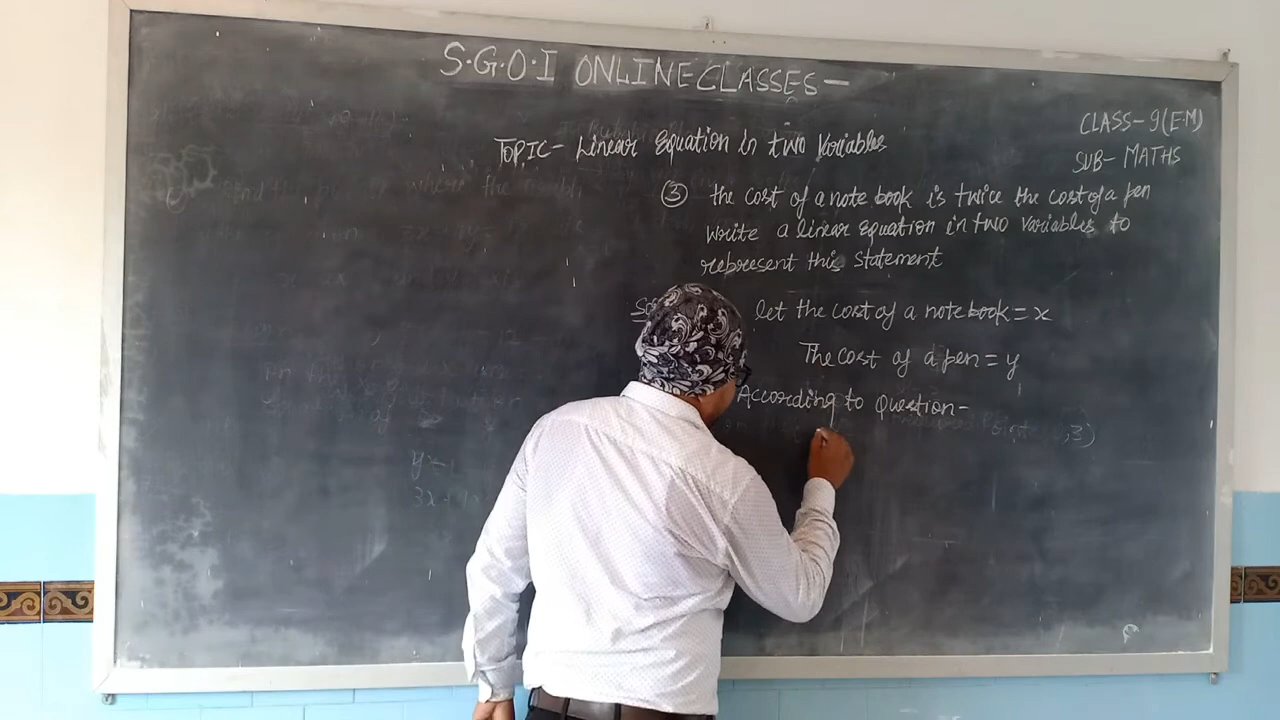 S.G.O.I ONLINE CLASSES-
CLASS-9(EM)
SUB- MATHS
TOPIC- Linear Equation in two Variables
③ the cost of a note book is twice the cost of a pen
write a linear Equation in two variables to
represent this statement
let the cost of a note book = x
The cost of a pen = y
According to Question-